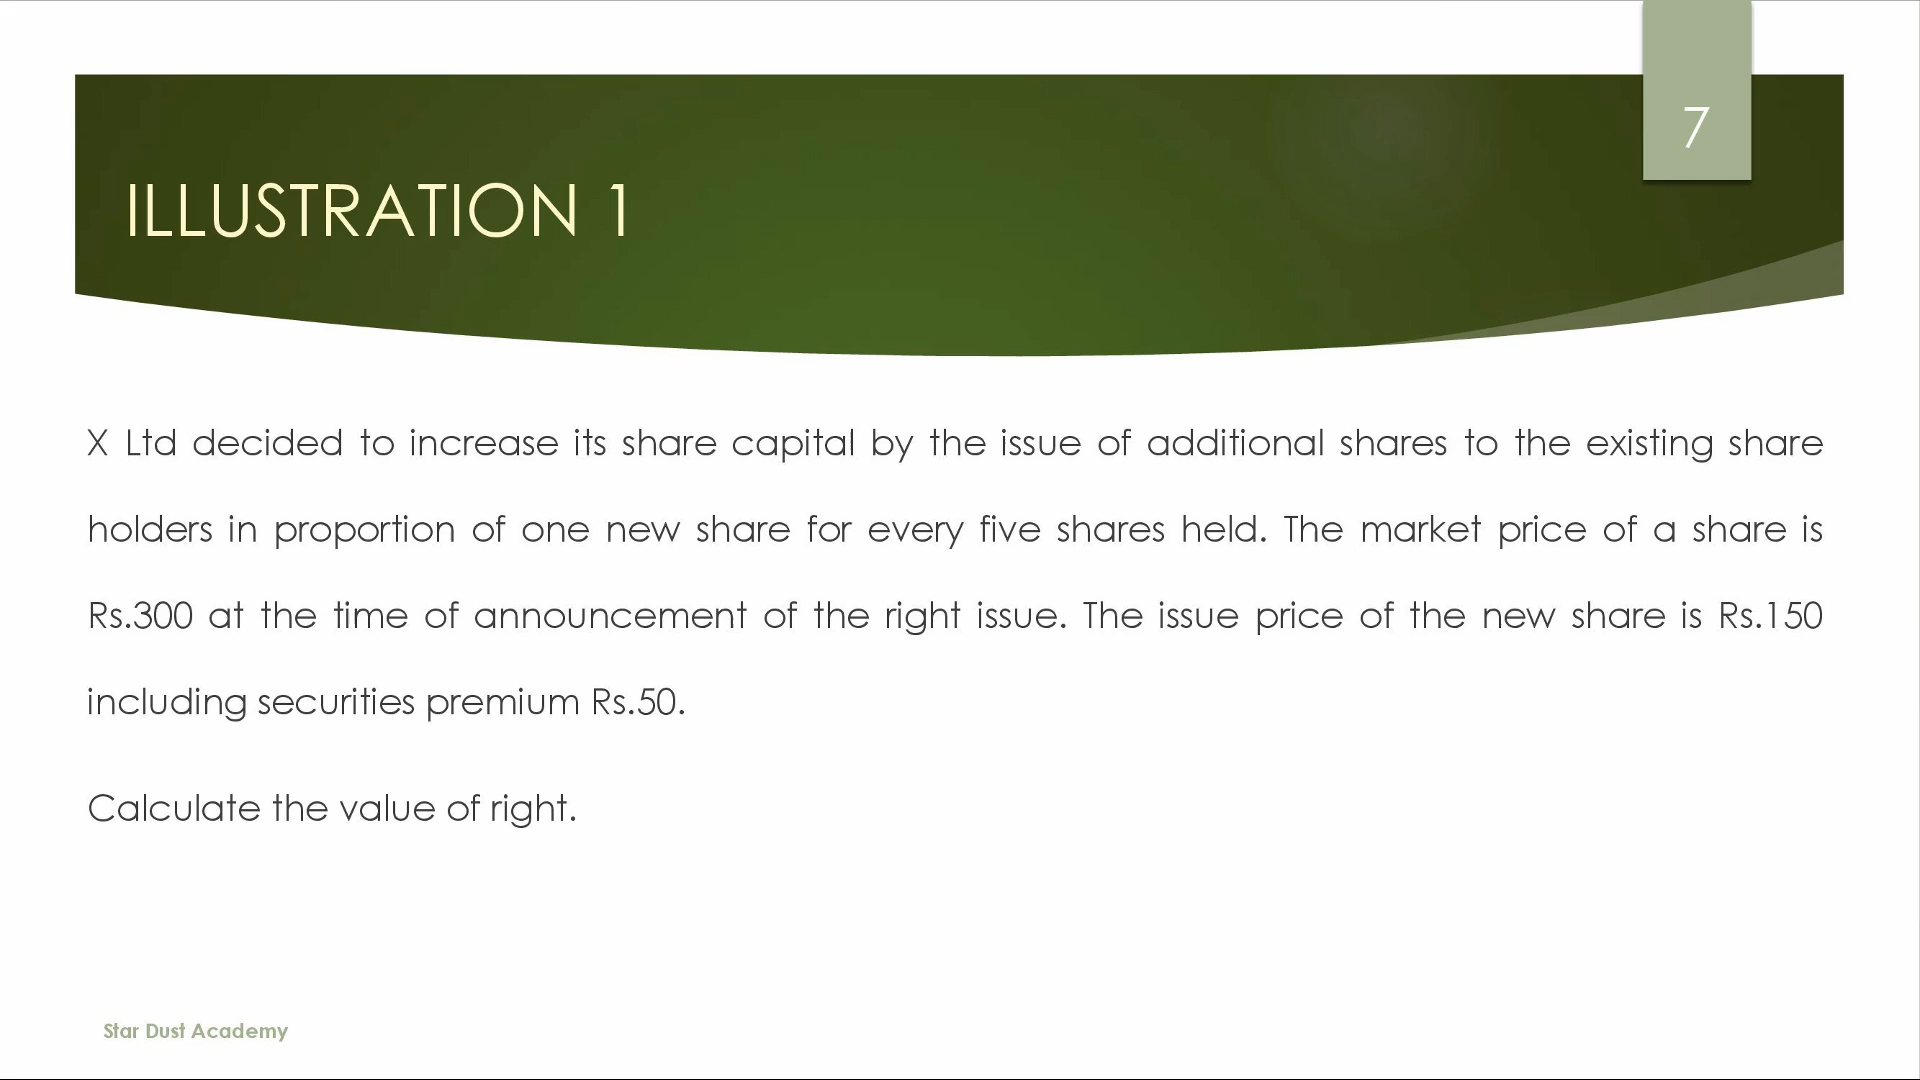 7
ILLUSTRATION 1
X Ltd decided to increase its share capital by the issue of additional shares to the existing share
holders in proportion of one new share for every five shares held. The market price of a share is
Rs.300 at the time of announcement of the right issue. The issue price of the new share is Rs.150
including securities premium Rs.50.
Calculate the value of right.
Star Dust Academy